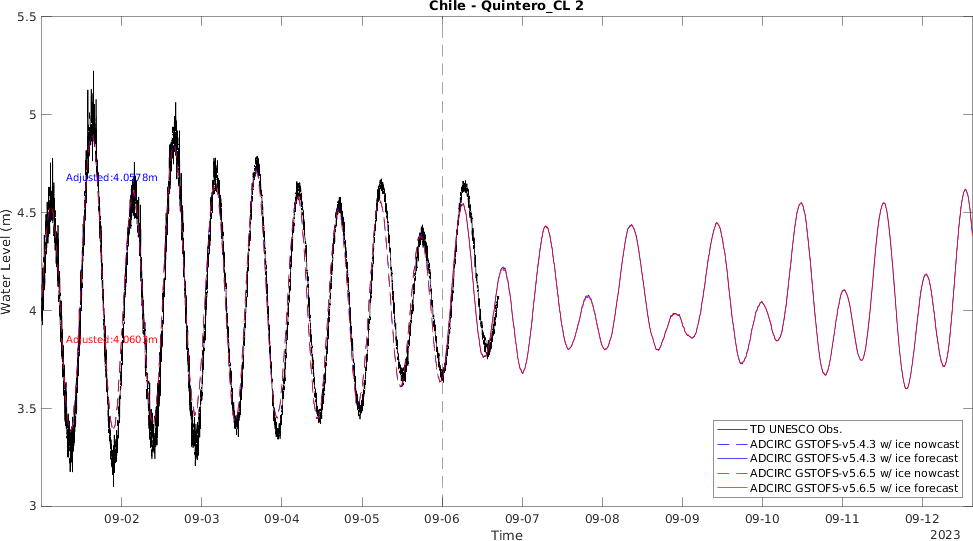 Chile - Quintero_CL 2
5.5
5
4.5
4
3.5
3
Water Level (m)
Adjusted:4.0578m
Adjusted:4.0603m
TD UNESCO Obs.
ADCIRC GSTOFS-v5.4.3 w/ ice nowcast
ADCIRC GSTOFS-v5.4.3 w/ ice forecast
ADCIRC GSTOFS-v5.6.5 w/ ice nowcast
ADCIRC GSTOFS-v5.6.5 w/ ice forecast
09-02 09-03 09-04 09-05 09-06 09-07 09-08 09-09 09-10 09-11 09-12
Time
2023